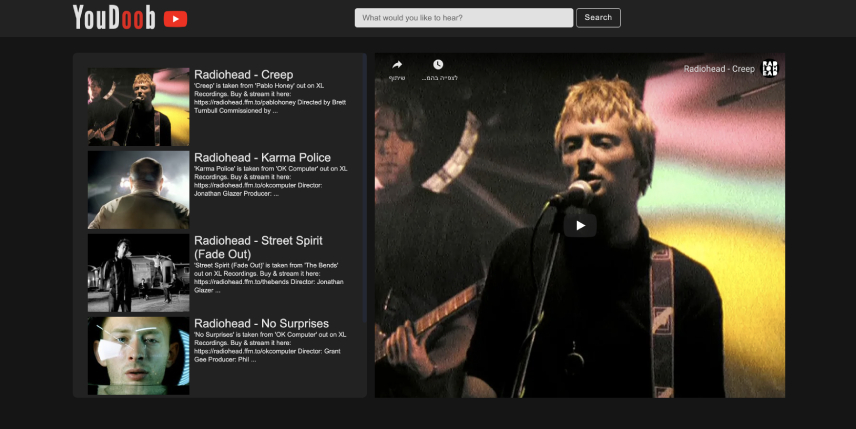 YouDoob
What would you like to hear?
Search
Radiohead - Creep
'Creep' is taken from 'Pablo Honey' out on XL
Recordings. Buy & stream it here:
https://radiohead.ffm.to/pablohoney Directed by Brett
Turnbull Commissioned by ...
Radiohead - Karma Police
'Karma Police' is taken from 'OK Computer' out on XL
Recordings. Buy & stream it here:
https://radiohead.ffm.to/okcomputer Director:
Jonathan Glazer Producer: ...
Radiohead - Street Spirit
(Fade Out)
'Street Spirit (Fade Out)' is taken from 'The Bends'
out on XL Recordings. Buy & stream it here:
https://radiohead.ffm.to/thebends Director: Jonathan
Glazer ...
Radiohead - No Surprises
'No Surprises' is taken from 'OK Computer' out on XL
Recordings. Buy & stream it here:
https://radiohead.ffm.to/okcomputer Director: Grant
Gee Producer: Phil ...
שיתוף
לצפייה בהמ...
Radiohead - Creep
RAD
IOH
EAD